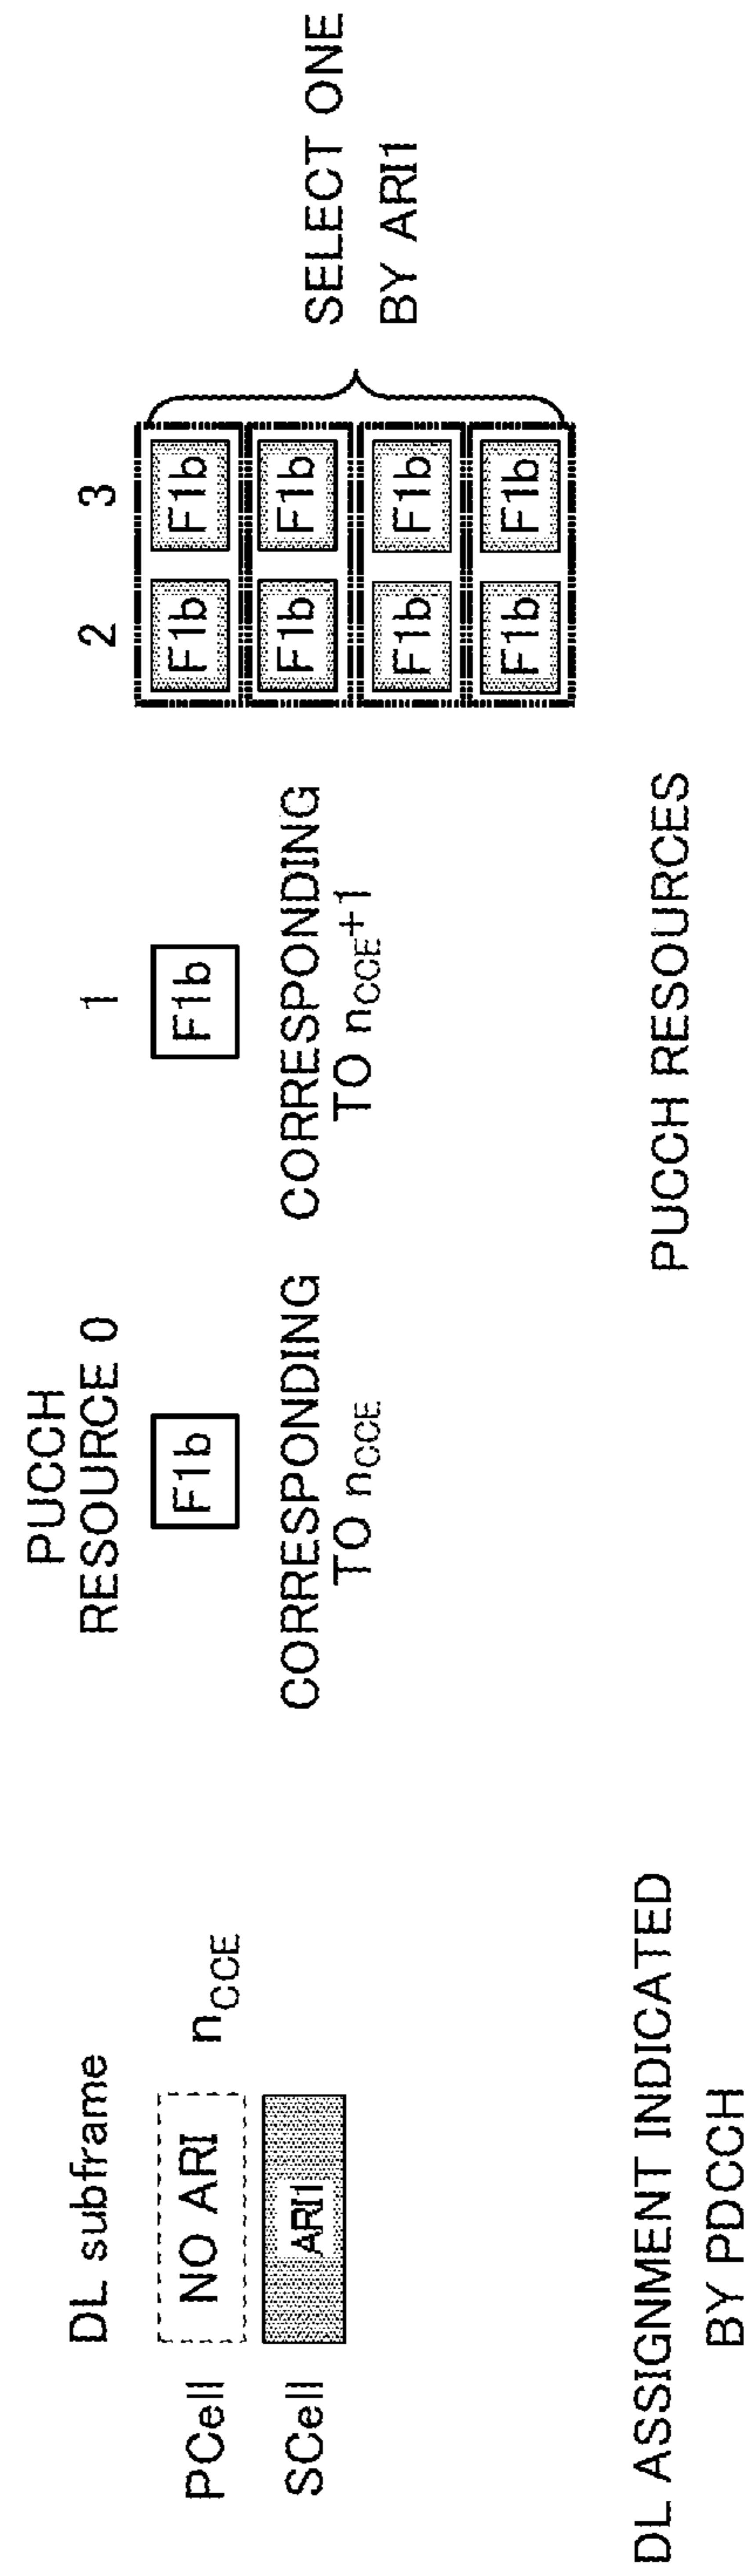 DL subframe
PCell
NO ARI
n_CCE
SCell
ARI1
DL ASSIGNMENT INDICATED
BY PDCCH
PUCCH
RESOURCE 0
F1b
CORRESPONDING
TO n_CCE
1
F1b
CORRESPONDING
TO n_CCE+1
2
3
F1b F1b
F1b F1b
F1b F1b
F1b F1b
SELECT ONE
BY ARI1
PUCCH RESOURCES